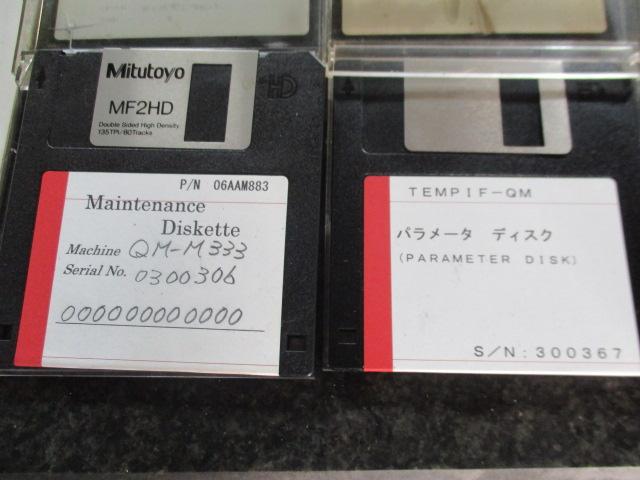 Mitutoyo
MF2HD
Double Sided High Density
135TPI/80Tracks
HD
P/N 06AAM883
Maintenance
Diskette
Machine QM-M333
Serial No. 0300306
000000000000
TEMPIF-QM
パラメータ ディスク
(PARAMETER DISK)
S/N: 300367